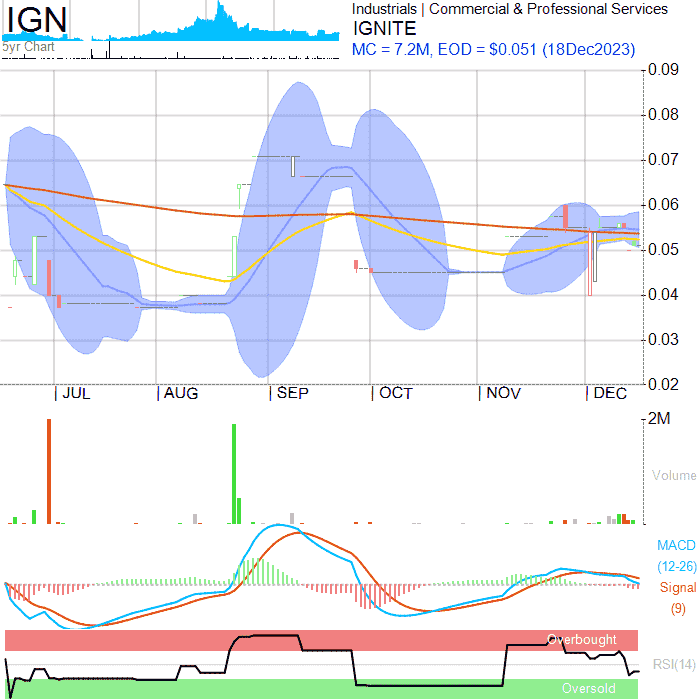 IGN
5yr Chart
Industrials | Commercial & Professional Services
IGNITE
MC = 7.2M, EOD = $0.051 (18Dec2023)
0.09
0.08
0.07
0.06
0.05
0.04
0.03
0.02
JUL AUG SEP OCT NOV DEC
2M
Volume
MACD
(12-26)
Signal
(9)
Overbought
RSI(14)
Oversold